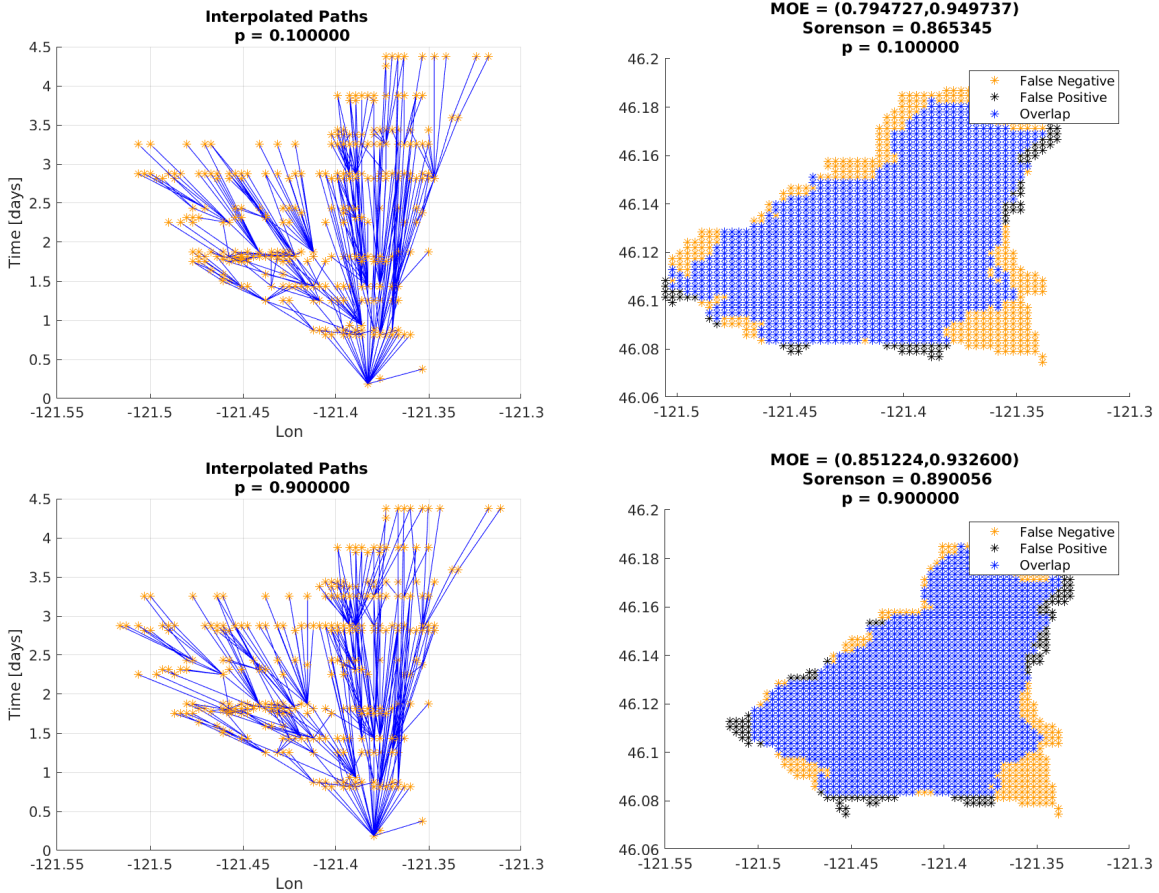 Interpolated Paths
p = 0.100000
4.5
4
3.5
3
2.5
2
1.5
1
0.5
0
Time [days]
-121.55 -121.5 -121.45 -121.4 -121.35 -121.3
Lon
MOE = (0.794727,0.949737)
Sorenson = 0.865345
p = 0.100000
46.2
46.18
46.16
46.14
46.12
46.1
46.08
46.06
False Negative
False Positive
Overlap
-121.5 -121.45 -121.4 -121.35 -121.3
Interpolated Paths
p = 0.900000
4.5
4
3.5
3
2.5
2
1.5
1
0.5
0
Time [days]
-121.55 -121.5 -121.45 -121.4 -121.35 -121.3
Lon
MOE = (0.851224,0.932600)
Sorenson = 0.890056
p = 0.900000
46.2
46.18
46.16
46.14
46.12
46.1
46.08
46.06
False Negative
False Positive
Overlap
-121.55 -121.5 -121.45 -121.4 -121.35 -121.3